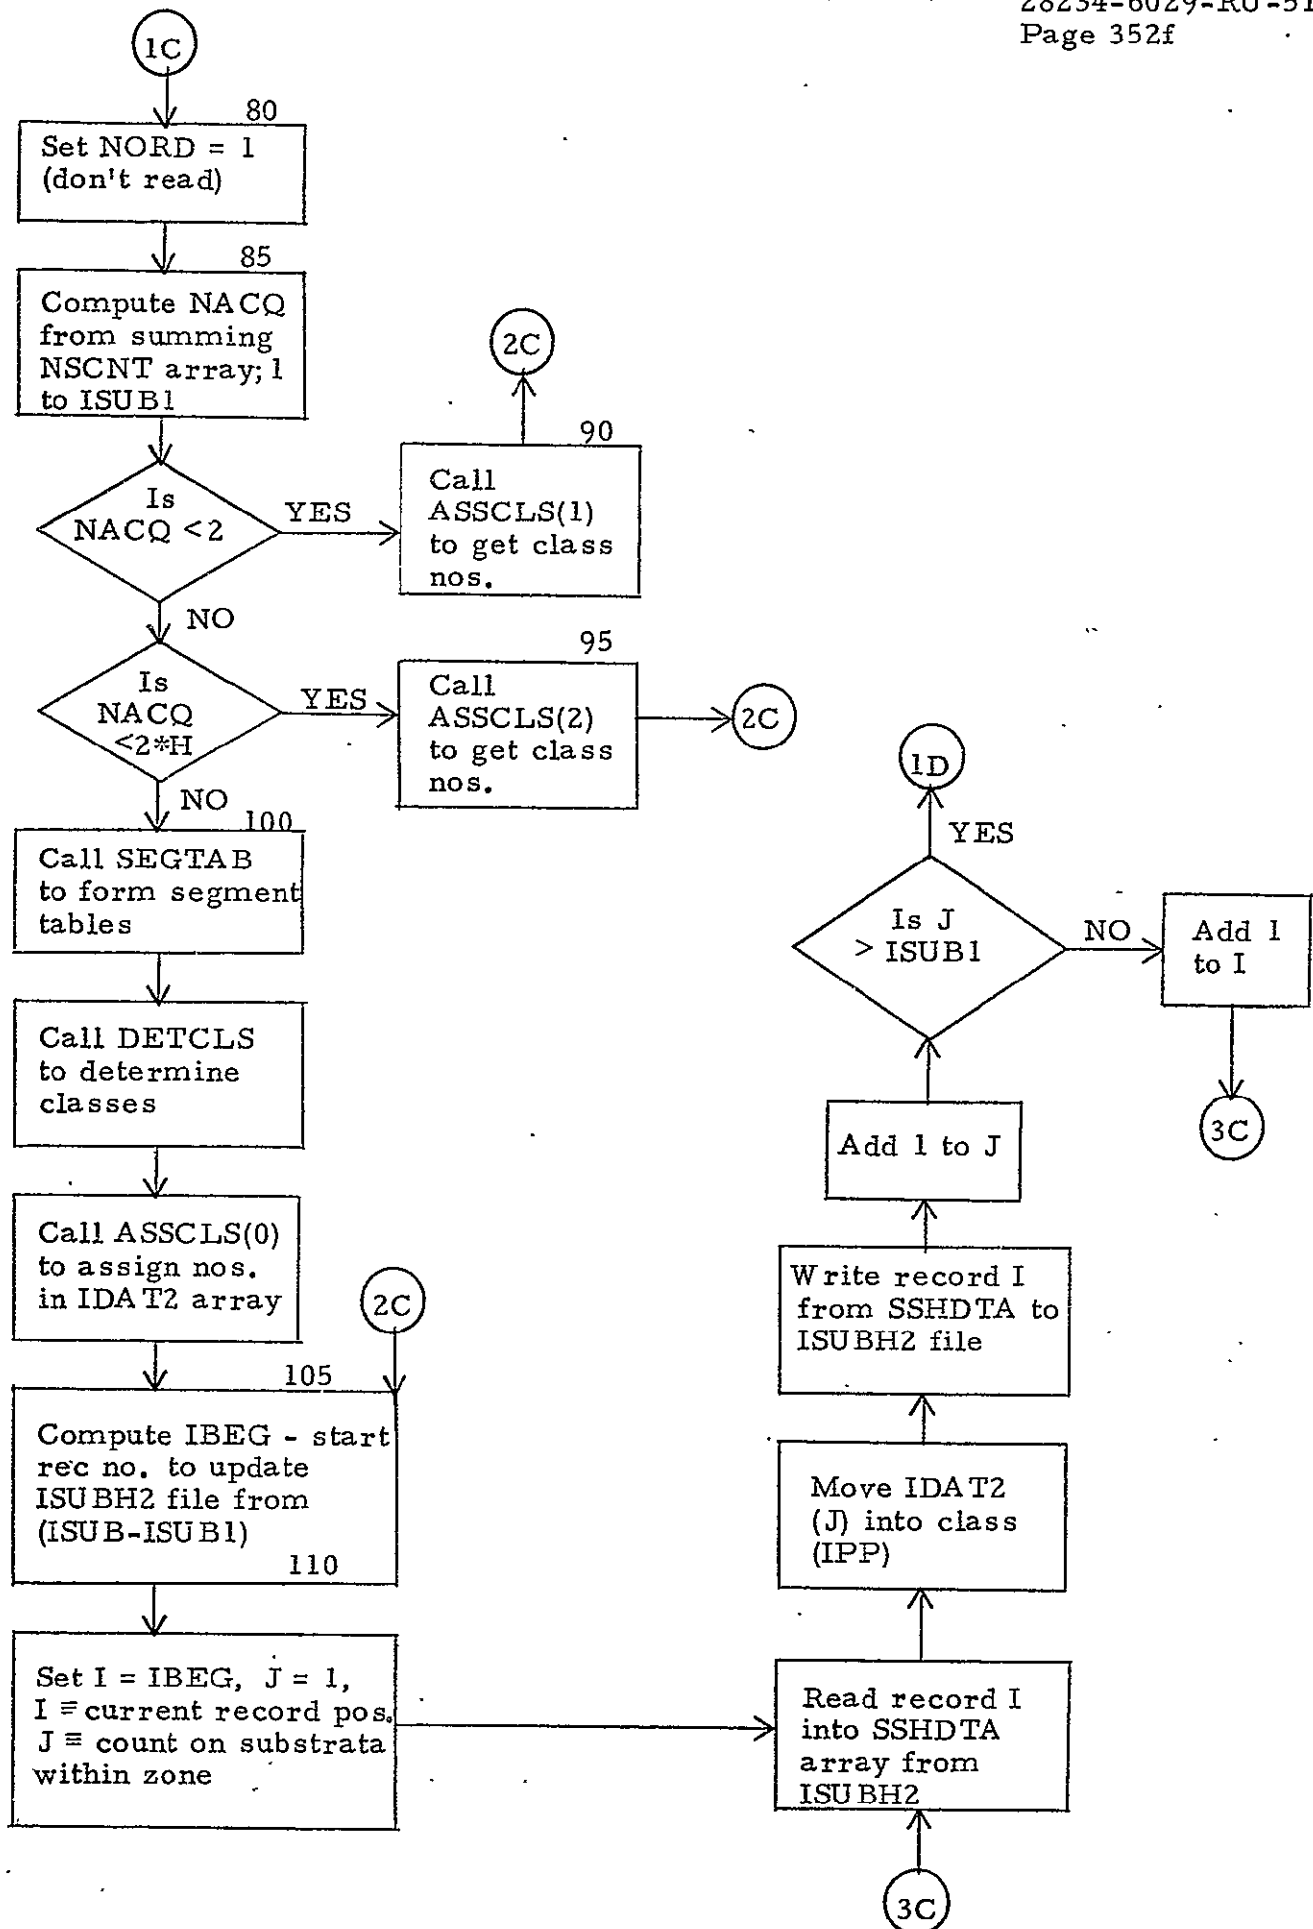 28234-6029-RU-51
Page 352f
1C
80
Set NORD = 1
(don't read)
85
Compute NACQ
from summing
NSCNT array; 1
to ISUB1
Is
NACQ <2
YES
90
Call
ASSCLS(1)
to get class
nos.
2C
NO
Is
NACQ
<2*H
YES
95
Call
ASSCLS(2)
to get class
nos.
2C
NO
100
Call SEGTAB
to form segment
tables
Call DETCLS
to determine
classes
Call ASSCLS(0)
to assign nos.
in IDAT2 array
2C
105
Compute IBEG - start
rec no. to update
ISUBH2 file from
(ISUB-ISUB1)
110
Set I = IBEG, J = 1,
I ≡ current record pos.
J ≡ count on substrata
within zone
1D
YES
Is J
> ISUB1
NO
Add 1
to I
3C
Add 1 to J
Write record I
from SSHDTA to
ISUBH2 file
Move IDAT2
(J) into class
(IPP)
Read record I
into SSHDTA
array from
ISUBH2
3C